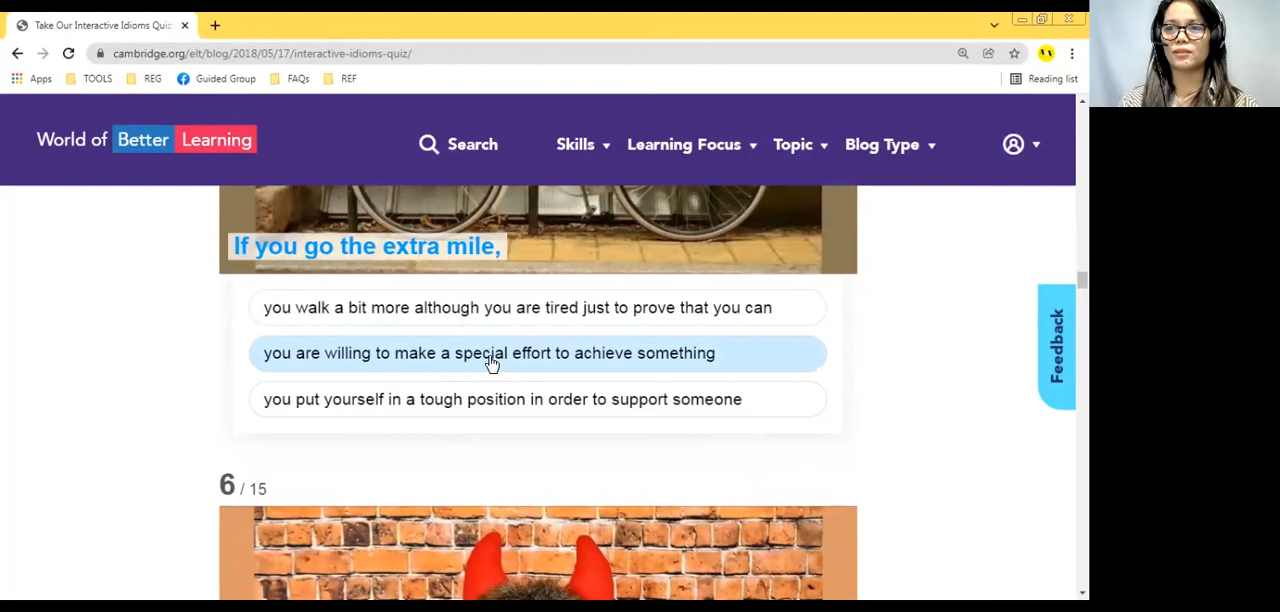 Take Our Interactive Idioms Quiz
cambridge.org/elt/blog/2018/05/17/interactive-idioms-quiz/
Apps TOOLS REG Guided Group FAQs REF Reading list
World of Better Learning Search Skills Learning Focus Topic Blog Type
If you go the extra mile,
you walk a bit more although you are tired just to prove that you can
you are willing to make a special effort to achieve something
you put yourself in a tough position in order to support someone
Feedback
6 / 15